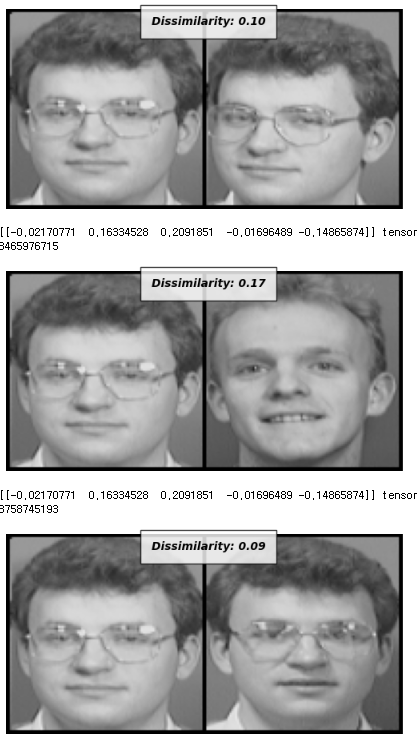 Dissimilarity: 0.10
[[-0.02170771 0.16334528 0.2091851 -0.01696489 -0.14865874]] tensor
8465976715
Dissimilarity: 0.17
[[-0.02170771 0.16334528 0.2091851 -0.01696489 -0.14865874]] tensor
8758745193
Dissimilarity: 0.09